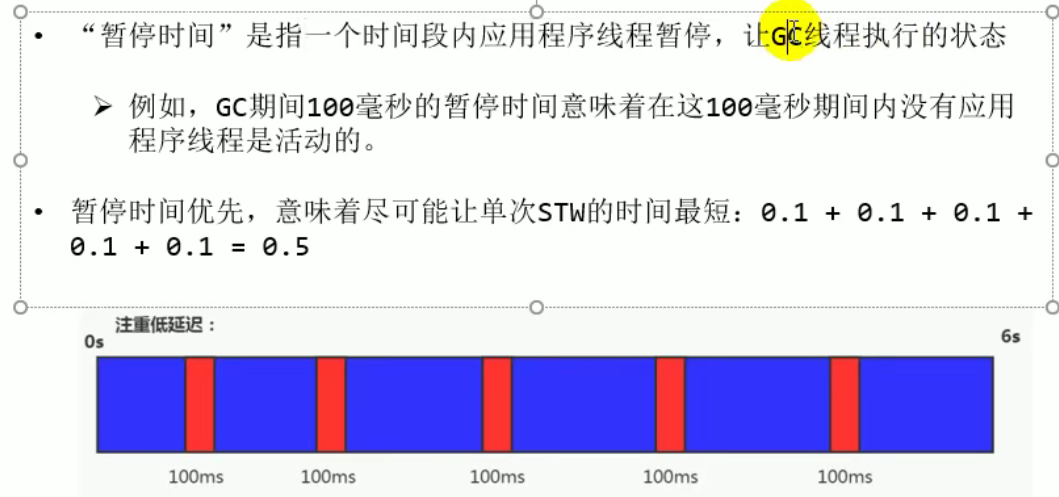 • “暂停时间”是指一个时间段内应用程序线程暂停，让GC线程执行的状态
➢ 例如，GC期间100毫秒的暂停时间意味着在这100毫秒期间内没有应用
程序线程是活动的。
• 暂停时间优先，意味着尽可能让单次STW的时间最短：0.1 + 0.1 + 0.1 +
0.1 + 0.1 = 0.5
注重低延迟：
0s
6s
100ms
100ms
100ms
100ms
100ms